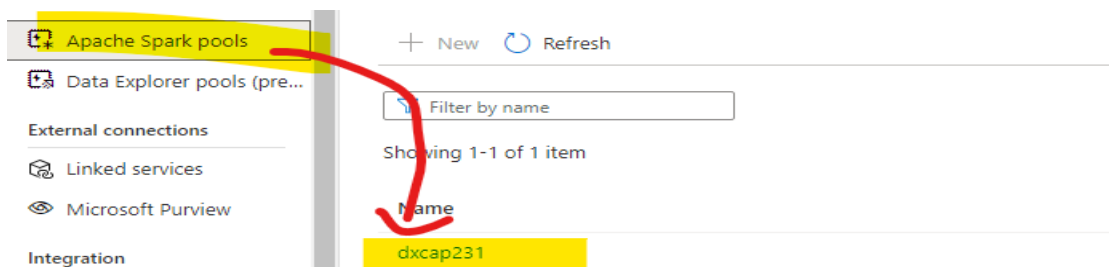 Apache Spark pools
Data Explorer pools (pre...
External connections
Linked services
Microsoft Purview
Integration
New Refresh
Filter by name
Showing 1-1 of 1 item
Name
dxcap231